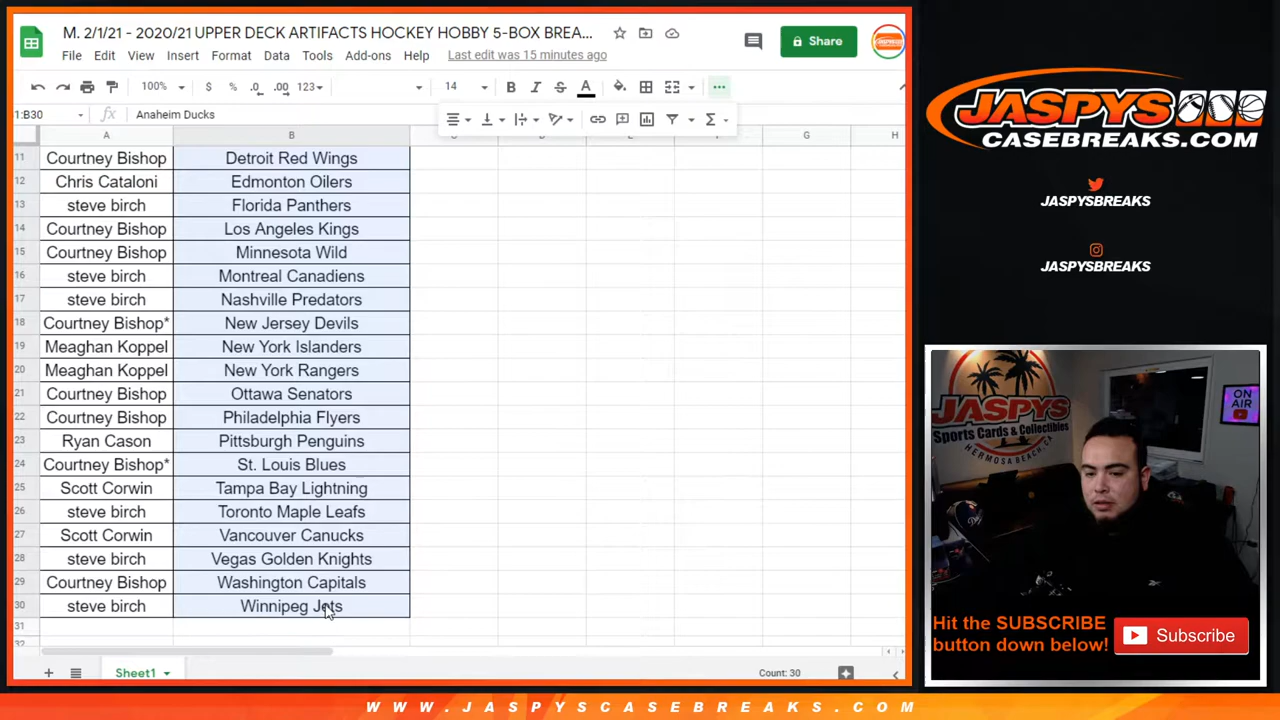 M. 2/1/21 - 2020/21 UPPER DECK ARTIFACTS HOCKEY HOBBY 5-BOX BREA...
Share
File Edit View Insert Format Data Tools Add-ons Help Last edit was 15 minutes ago
100% $ % .0 .00 123 14 B I S A
1:B30 fx Anaheim Ducks
A B G H
11 Courtney Bishop Detroit Red Wings
12 Chris Cataloni Edmonton Oilers
13 steve birch Florida Panthers
14 Courtney Bishop Los Angeles Kings
15 Courtney Bishop Minnesota Wild
16 steve birch Montreal Canadiens
17 steve birch Nashville Predators
18 Courtney Bishop* New Jersey Devils
19 Meaghan Koppel New York Islanders
20 Meaghan Koppel New York Rangers
21 Courtney Bishop Ottawa Senators
22 Courtney Bishop Philadelphia Flyers
23 Ryan Cason Pittsburgh Penguins
24 Courtney Bishop* St. Louis Blues
25 Scott Corwin Tampa Bay Lightning
26 steve birch Toronto Maple Leafs
27 Scott Corwin Vancouver Canucks
28 steve birch Vegas Golden Knights
29 Courtney Bishop Washington Capitals
30 steve birch Winnipeg Jets
31
Sheet1 Count: 30
JASPYS
CASEBREAKS.COM
JASPYSBREAKS
JASPYSBREAKS
JASPYS
Sports Cards & Collectibles
HERMOSA BEACH, CA
ON
AIR
Hit the SUBSCRIBE
button down below!
Subscribe
WWW.JASPYSCASEBREAKS.COM